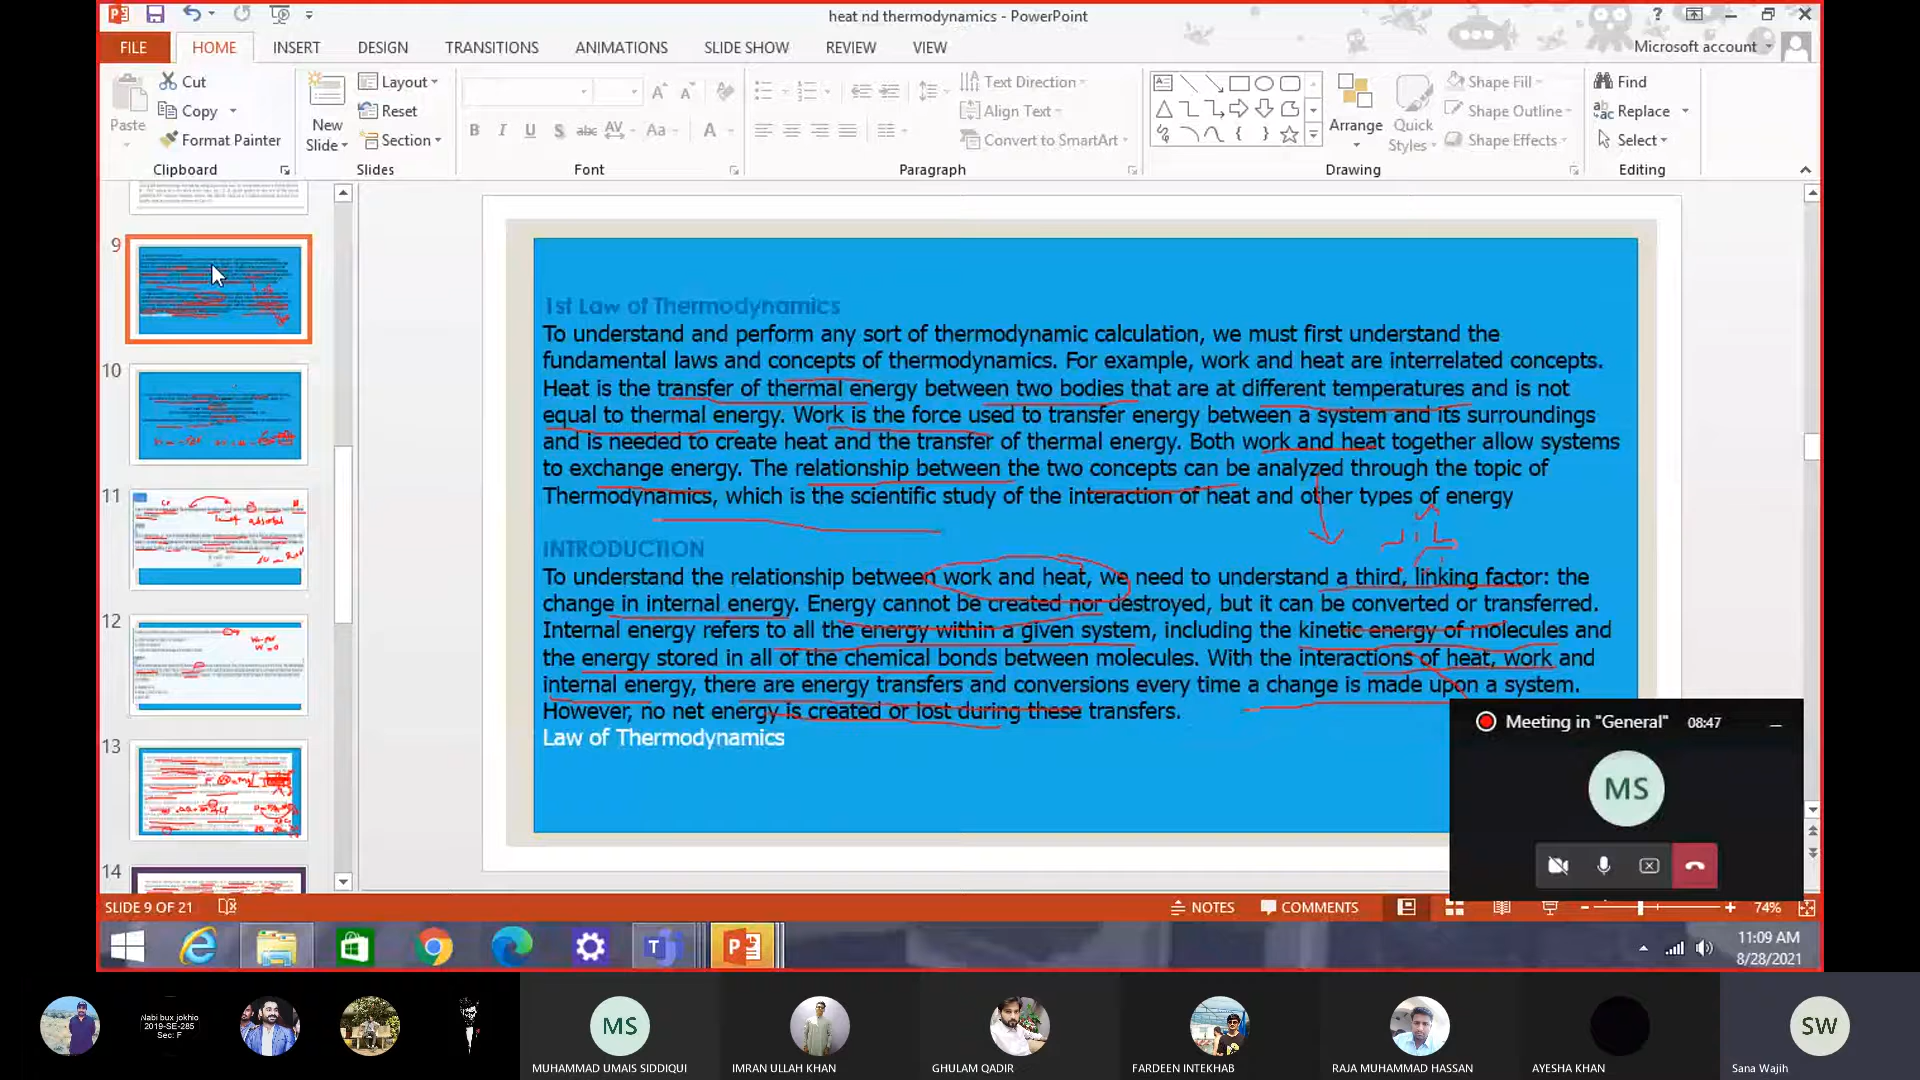 heat nd thermodynamics - PowerPoint
FILE HOME INSERT DESIGN TRANSITIONS ANIMATIONS SLIDE SHOW REVIEW VIEW
Microsoft account
Paste
Cut
Copy
Format Painter
Clipboard
New Slide
Layout
Reset
Section
Slides
B I U S abc AV Aa A
Font
Text Direction
Align Text
Convert to SmartArt
Paragraph
Arrange
Quick Styles
Shape Fill
Shape Outline
Shape Effects
Drawing
Find
Replace
Select
Editing
9
10
11
12
13
14
1st Law of Thermodynamics
To understand and perform any sort of thermodynamic calculation, we must first understand the
fundamental laws and concepts of thermodynamics. For example, work and heat are interrelated concepts.
Heat is the transfer of thermal energy between two bodies that are at different temperatures and is not
equal to thermal energy. Work is the force used to transfer energy between a system and its surroundings
and is needed to create heat and the transfer of thermal energy. Both work and heat together allow systems
to exchange energy. The relationship between the two concepts can be analyzed through the topic of
Thermodynamics, which is the scientific study of the interaction of heat and other types of energy
INTRODUCTION
To understand the relationship between work and heat, we need to understand a third, linking factor: the
change in internal energy. Energy cannot be created nor destroyed, but it can be converted or transferred.
Internal energy refers to all the energy within a given system, including the kinetic energy of molecules and
the energy stored in all of the chemical bonds between molecules. With the interactions of heat, work and
internal energy, there are energy transfers and conversions every time a change is made upon a system.
However, no net energy is created or lost during these transfers.
Law of Thermodynamics
Meeting in "General" 08:47
MS
SLIDE 9 OF 21
NOTES
COMMENTS
74%
11:09 AM
8/28/2021
Nabi bux jokhio
2019-SE-285
Sec: F
MS
MUHAMMAD UMAIS SIDDIQUI
IMRAN ULLAH KHAN
GHULAM QADIR
FARDEEN INTEKHAB
RAJA MUHAMMAD HASSAN
AYESHA KHAN
SW
Sana Wajih